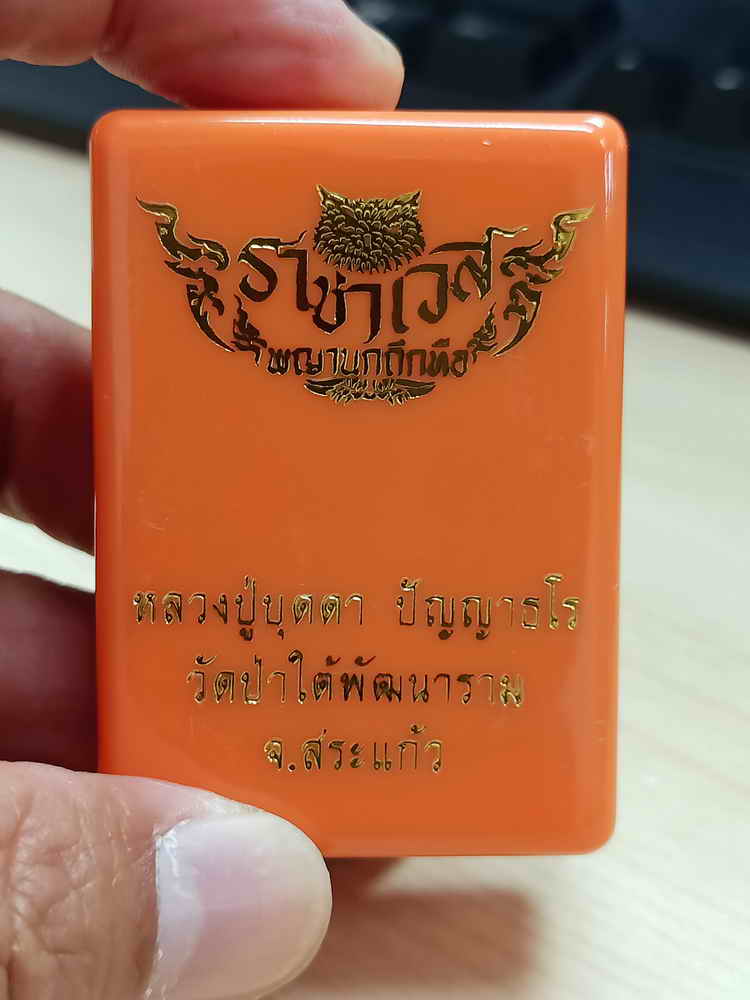 ราชาเวส
พญานกถึกทือ
หลวงปู่บุดดา ปัญญาธโร
วัดป่าใต้พัฒนาราม
จ.สระแก้ว